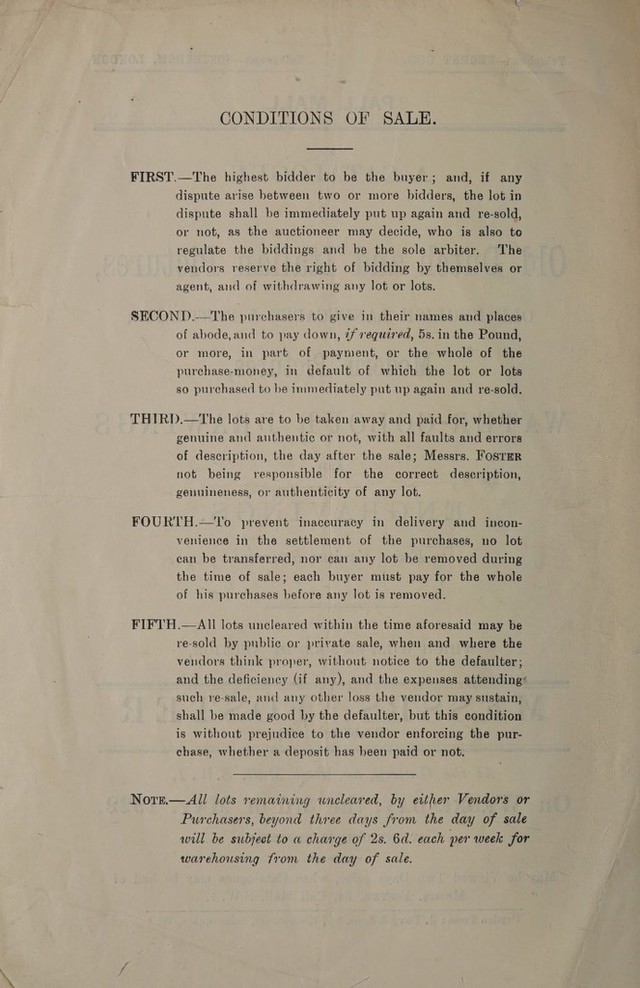 CONDITIONS OF SALE.
FIRST.—The highest bidder to be the buyer; and, if any
dispute arise between two or more bidders, the lot in
dispute shall be immediately put up again and re-sold,
or not, as the auctioneer may decide, who is also to
regulate the biddings and be the sole arbiter. The
vendors reserve the right of bidding by themselves or
agent, and of withdrawing any lot or lots.
SECOND.—The purchasers to give in their names and places
of abode, and to pay down, if required, 5s. in the Pound,
or more, in part of payment, or the whole of the
purchase-money, in default of which the lot or lots
so purchased to be immediately put up again and re-sold.
THIRD.—The lots are to be taken away and paid for, whether
genuine and authentic or not, with all faults and errors
of description, the day after the sale; Messrs. FOSTER
not being responsible for the correct description,
genuineness, or authenticity of any lot.
FOURTH.—To prevent inaccuracy in delivery and incon-
venience in the settlement of the purchases, no lot
can be transferred, nor can any lot be removed during
the time of sale; each buyer must pay for the whole
of his purchases before any lot is removed.
FIFTH.—All lots uncleared within the time aforesaid may be
re-sold by public or private sale, when and where the
vendors think proper, without notice to the defaulter;
and the deficiency (if any), and the expenses attending
such re-sale, and any other loss the vendor may sustain,
shall be made good by the defaulter, but this condition
is without prejudice to the vendor enforcing the pur-
chase, whether a deposit has been paid or not.
NOTE.—All lots remaining uncleared, by either Vendors or
Purchasers, beyond three days from the day of sale
will be subject to a charge of 2s. 6d. each per week for
warehousing from the day of sale.